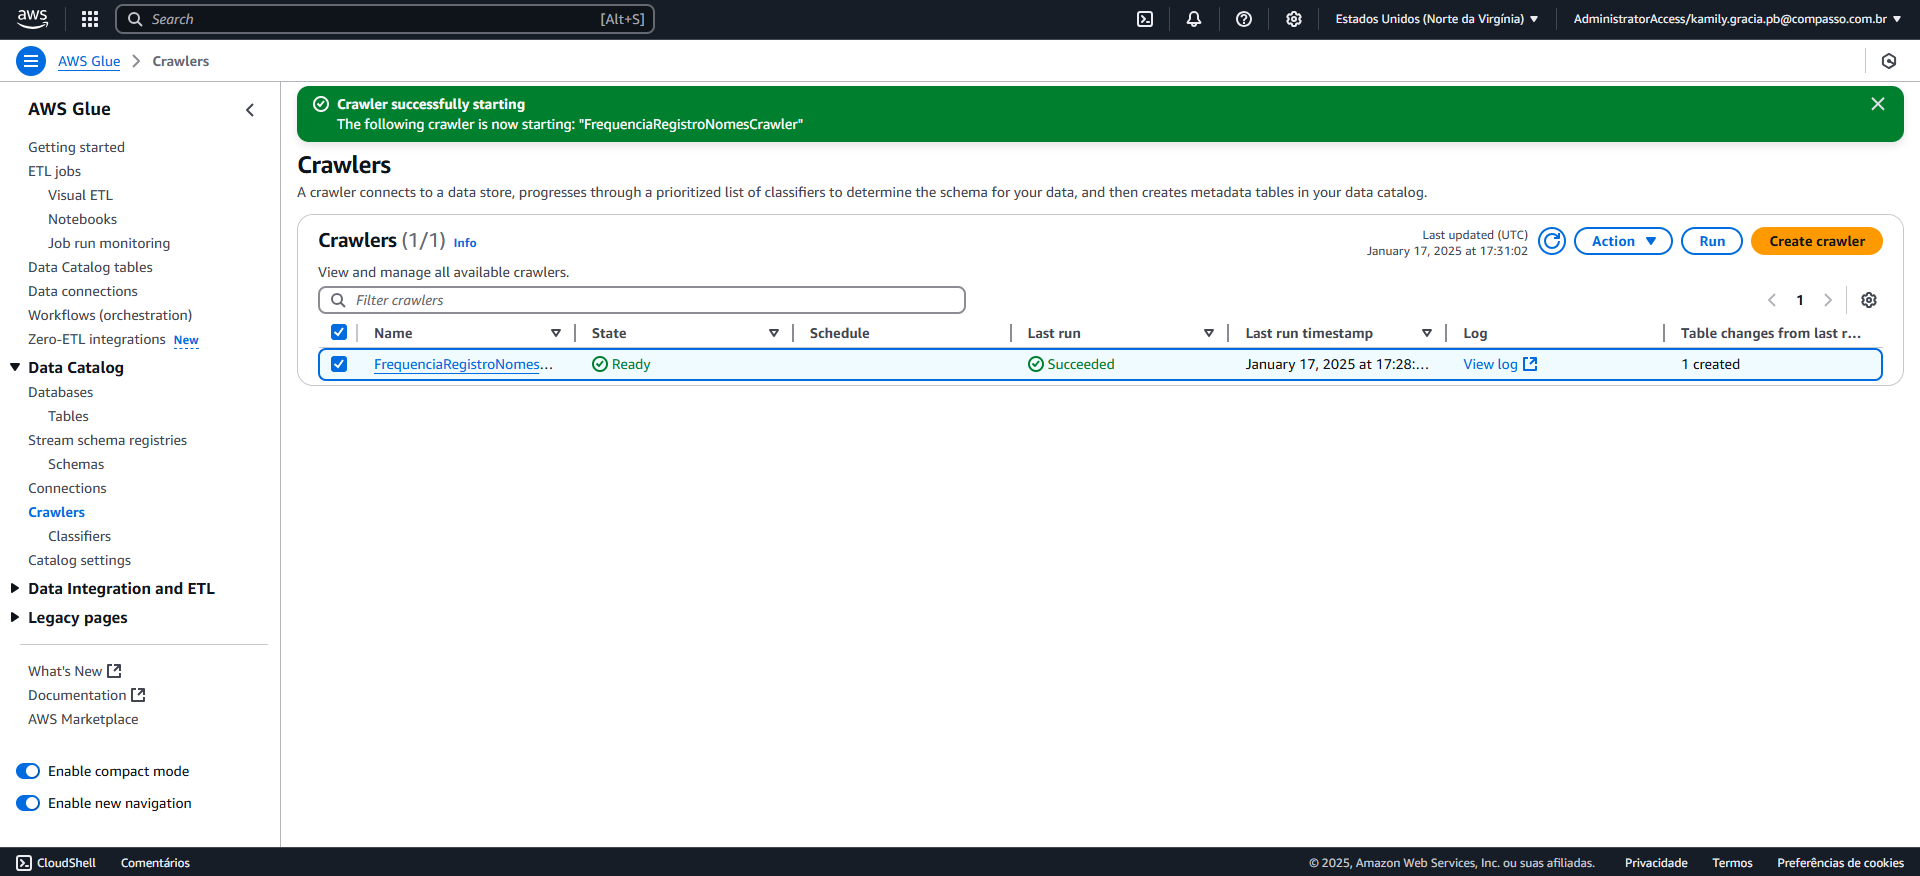 aws
Search [Alt+S]
Estados Unidos (Norte da Virgínia)
AdministratorAccess/kamily.gracia.pb@compasso.com.br
AWS Glue
Crawlers
AWS Glue
Getting started
ETL jobs
Visual ETL
Notebooks
Job run monitoring
Data Catalog tables
Data connections
Workflows (orchestration)
Zero-ETL integrations New
Data Catalog
Databases
Tables
Stream schema registries
Schemas
Connections
Crawlers
Classifiers
Catalog settings
Data Integration and ETL
Legacy pages
What's New
Documentation
AWS Marketplace
Enable compact mode
Enable new navigation
Crawler successfully starting
The following crawler is now starting: "FrequenciaRegistroNomesCrawler"
Crawlers
A crawler connects to a data store, progresses through a prioritized list of classifiers to determine the schema for your data, and then creates metadata tables in your data catalog.
Crawlers (1/1) Info
Last updated (UTC)
January 17, 2025 at 17:31:02
Action
Run
Create crawler
View and manage all available crawlers.
Filter crawlers
1
Name State Schedule Last run Last run timestamp Log Table changes from last r...
FrequenciaRegistroNomes... Ready Succeeded January 17, 2025 at 17:28:... View log 1 created
CloudShell Comentários
© 2025, Amazon Web Services, Inc. ou suas afiliadas. Privacidade Termos Preferências de cookies